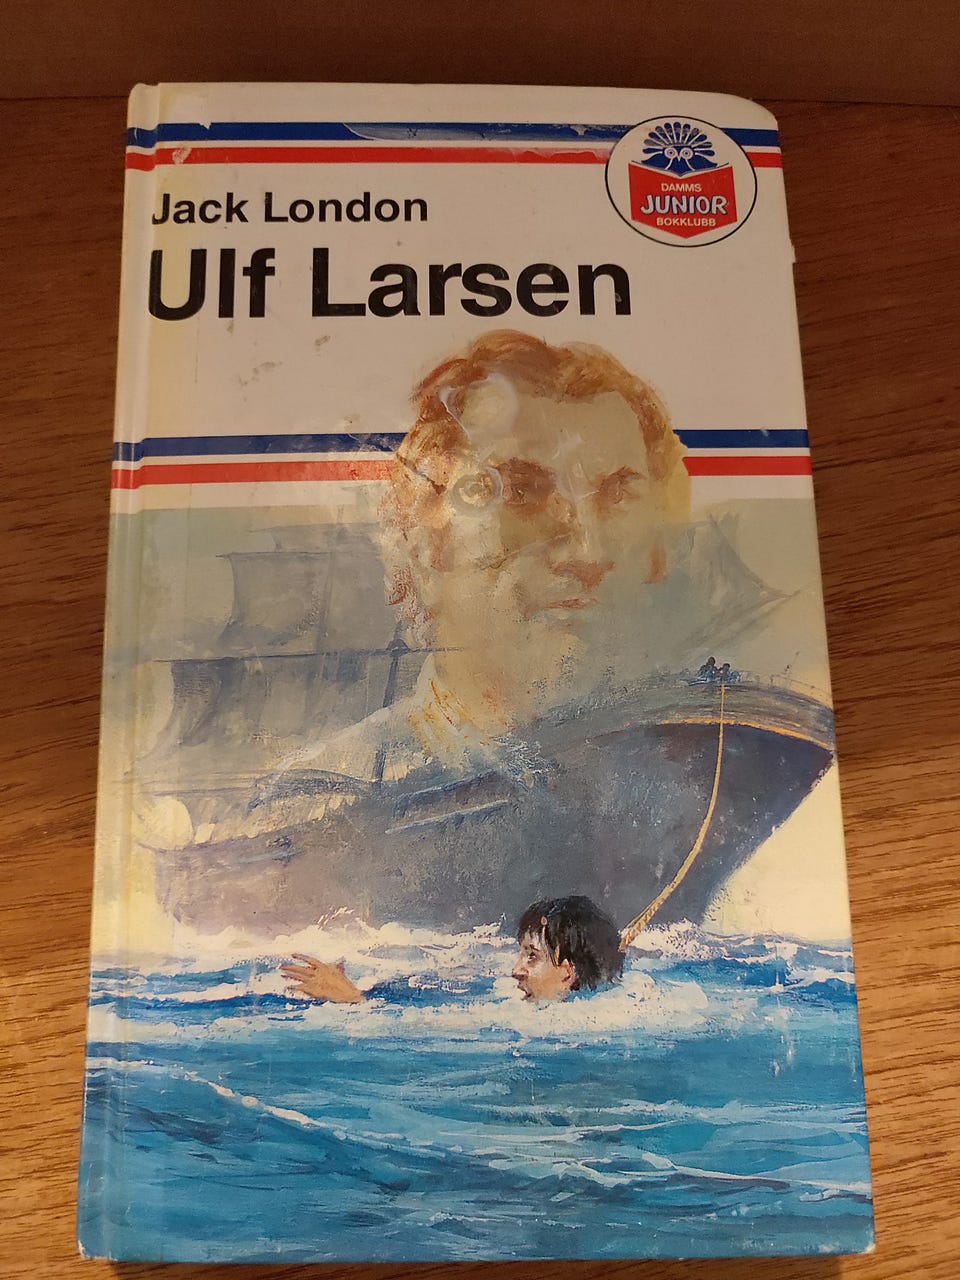 DAMMS
JUNIOR
BOKKLUBB
Jack London
Ulf Larsen